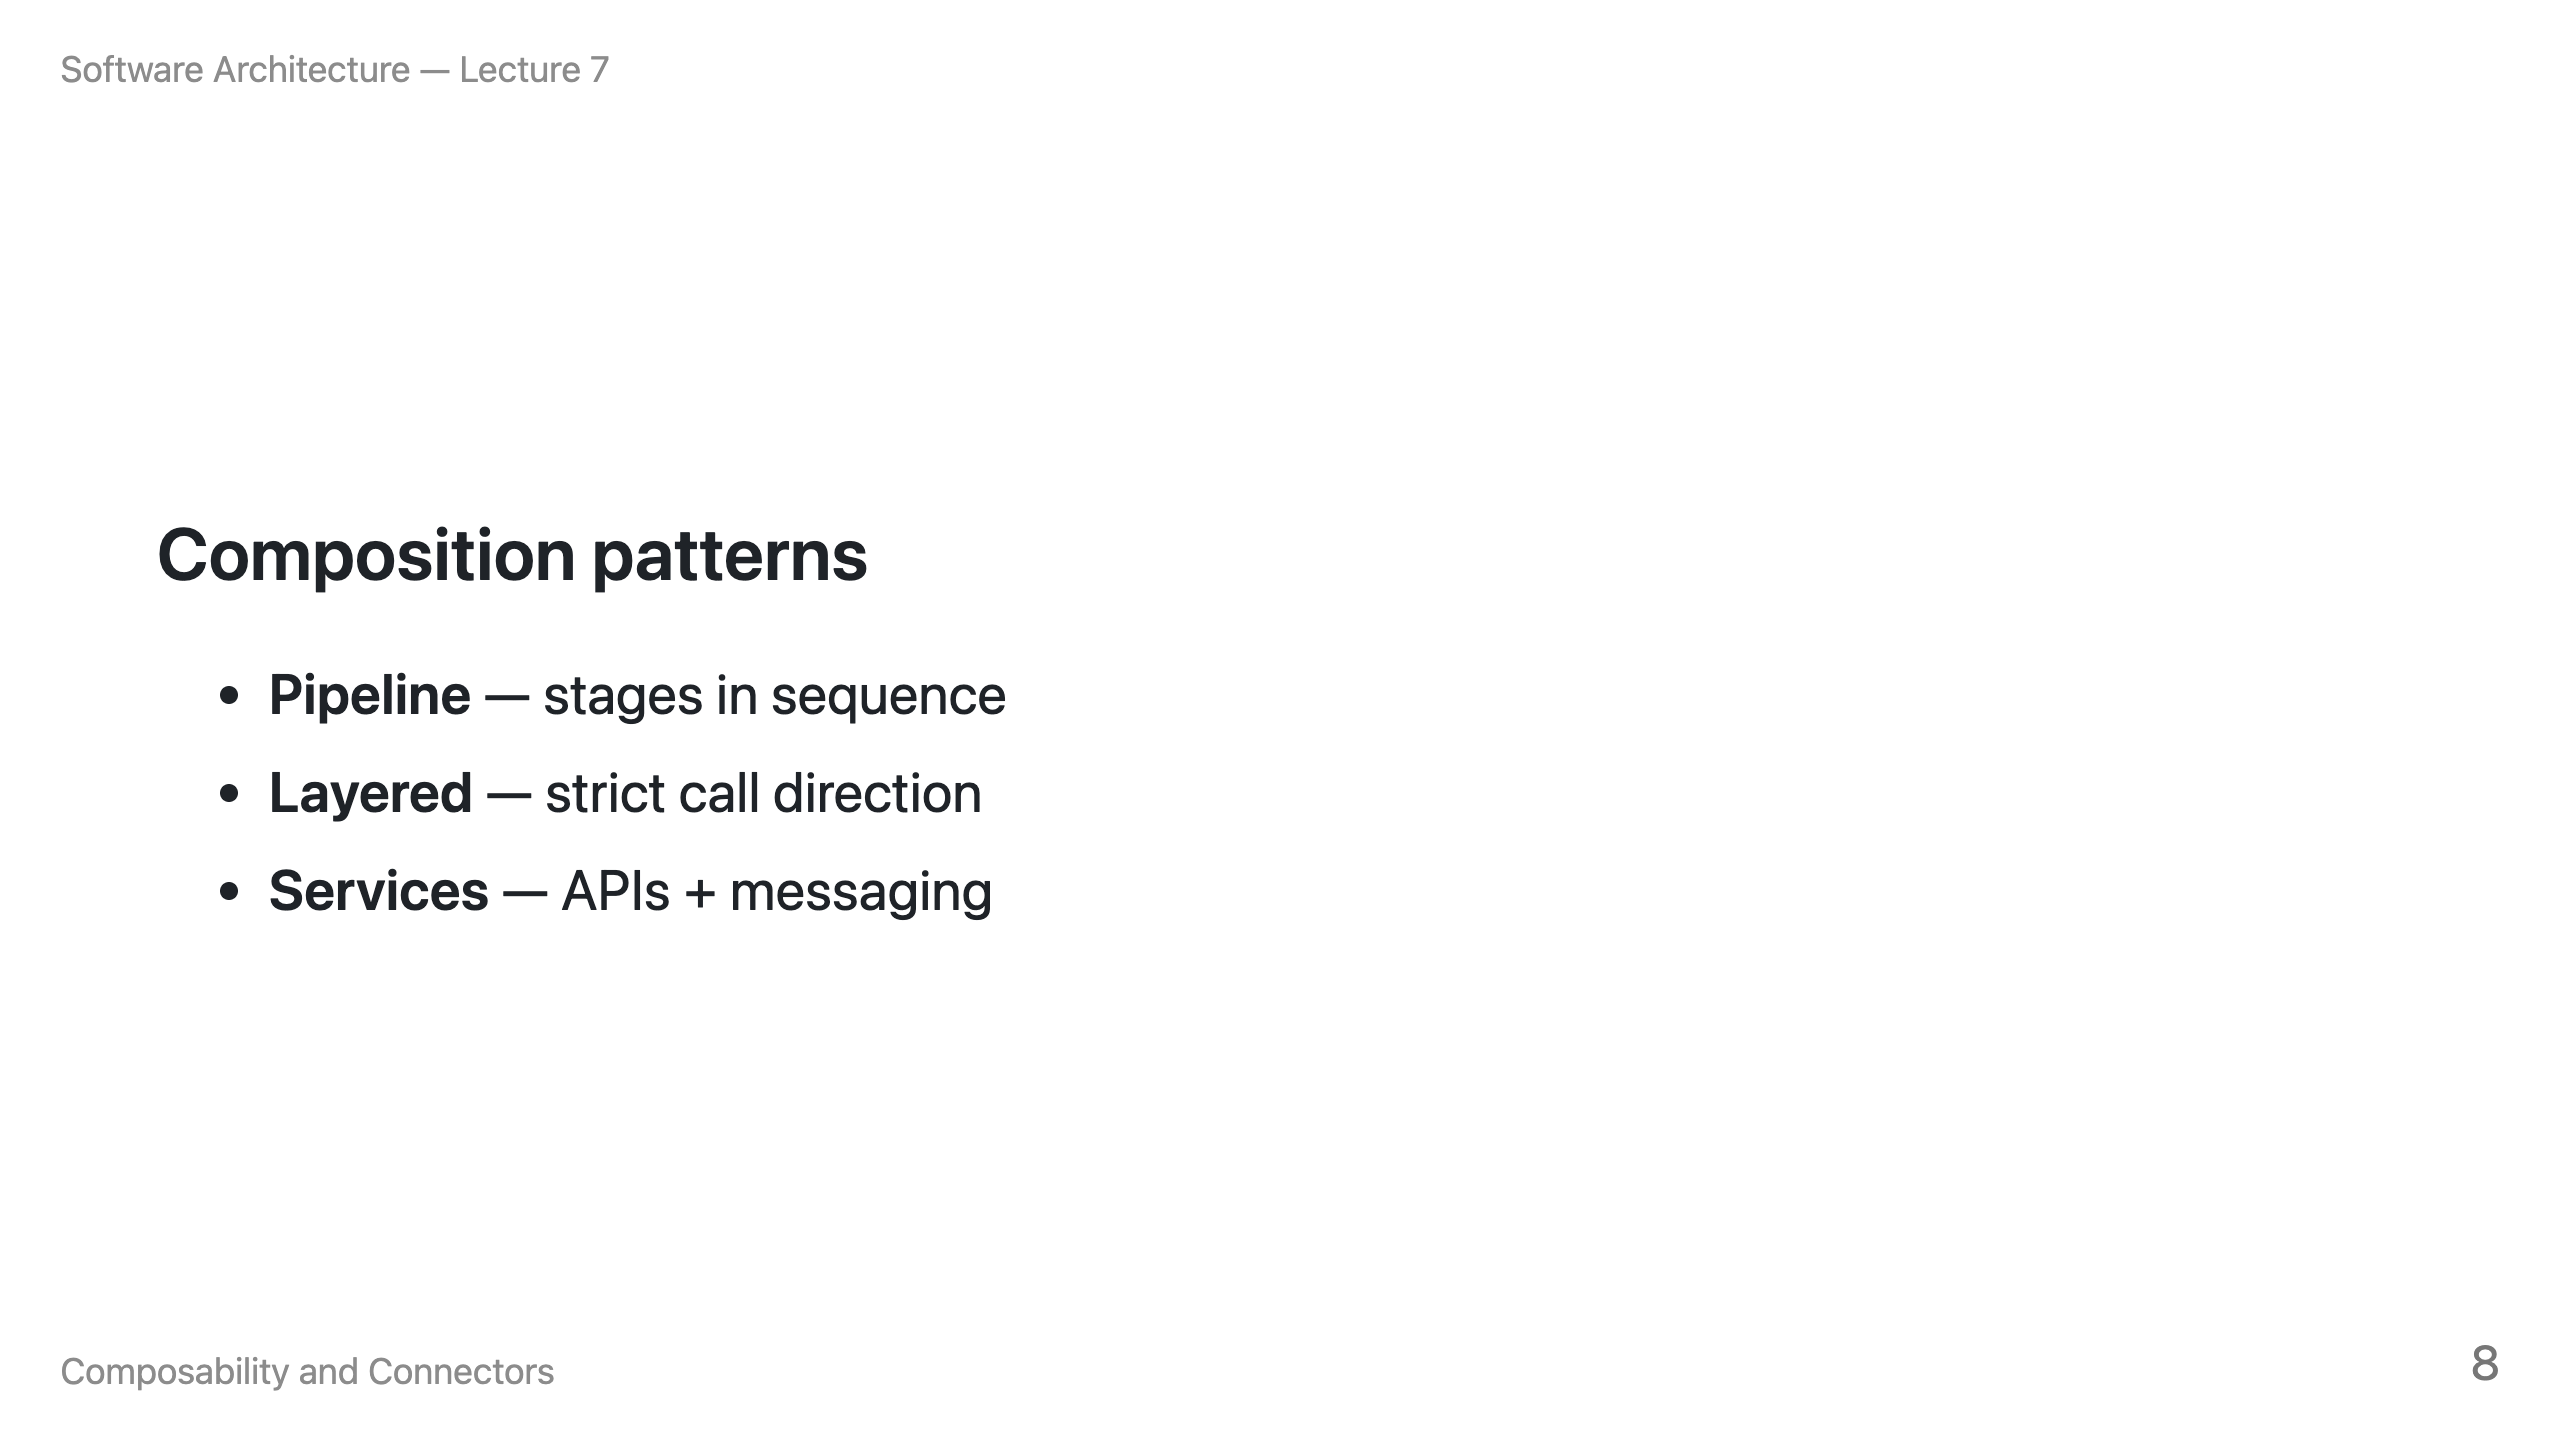 Software Architecture — Lecture 7
Composition patterns
• Pipeline — stages in sequence
• Layered — strict call direction
• Services — APIs + messaging
Composability and Connectors
8